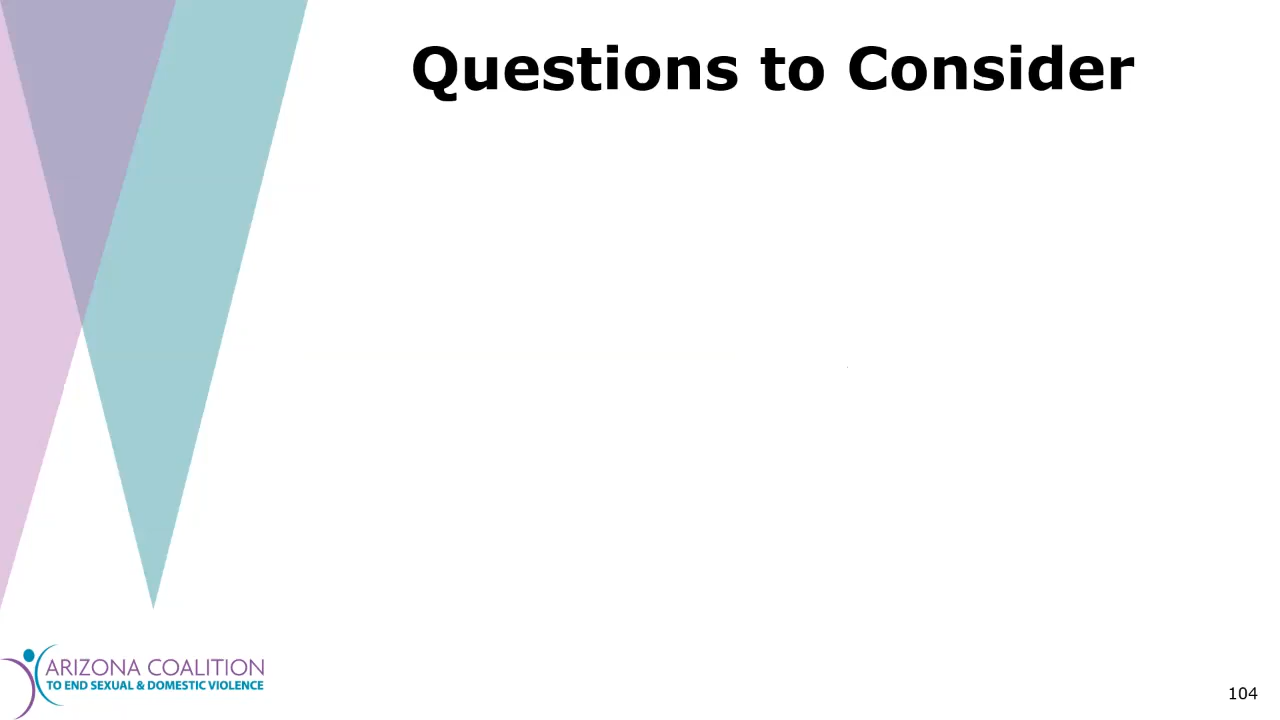 Questions to Consider
ARIZONA COALITION
TO END SEXUAL & DOMESTIC VIOLENCE
104